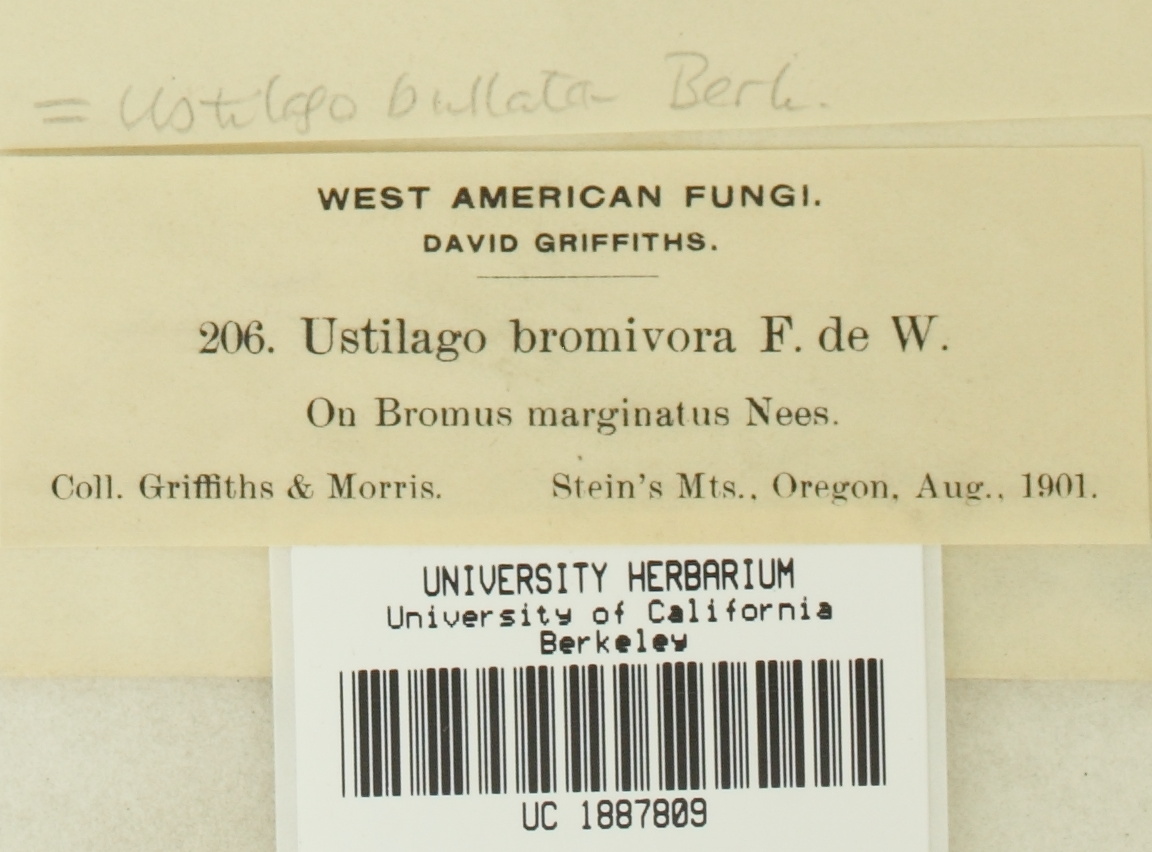 = Ustilago bullata Berk.
WEST AMERICAN FUNGI.
DAVID GRIFFITHS.
206. Ustilago bromivora F. de W.
On Bromus marginatus Nees.
Coll. Griffiths & Morris. Stein's Mts., Oregon, Aug., 1901.
UNIVERSITY HERBARIUM
University of California
Berkeley
UC 1887809